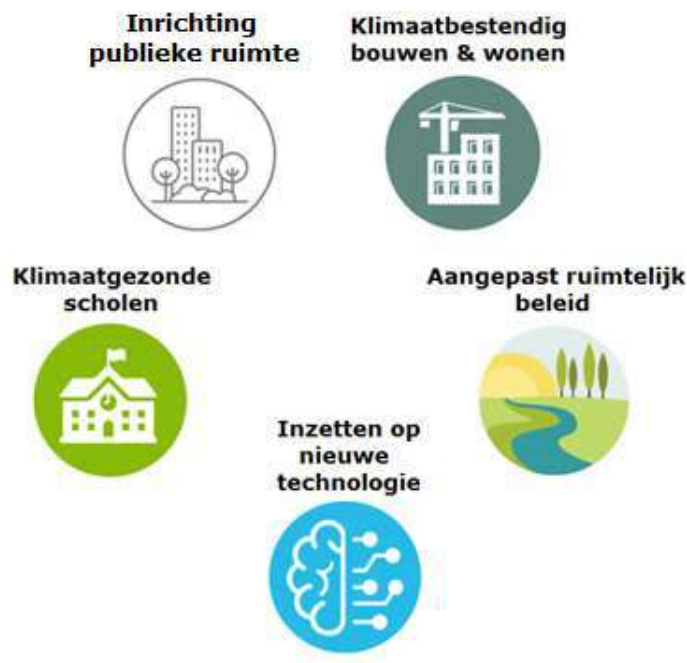 Inrichting
publieke ruimte
Klimaatbestendig
bouwen & wonen
Klimaatgezonde
scholen
Aangepast ruimtelijk
beleid
Inzetten op
nieuwe
technologie